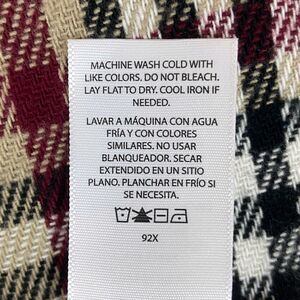 MACHINE WASH COLD WITH
LIKE COLORS. DO NOT BLEACH.
LAY FLAT TO DRY. COOL IRON IF
NEEDED.
LAVAR A MÁQUINA CON AGUA
FRÍA Y CON COLORES
SIMILARES. NO USAR
BLANQUEADOR. SECAR
EXTENDIDO EN UN SITIO
PLANO. PLANCHAR EN FRÍO SI
SE NECESITA.
92X